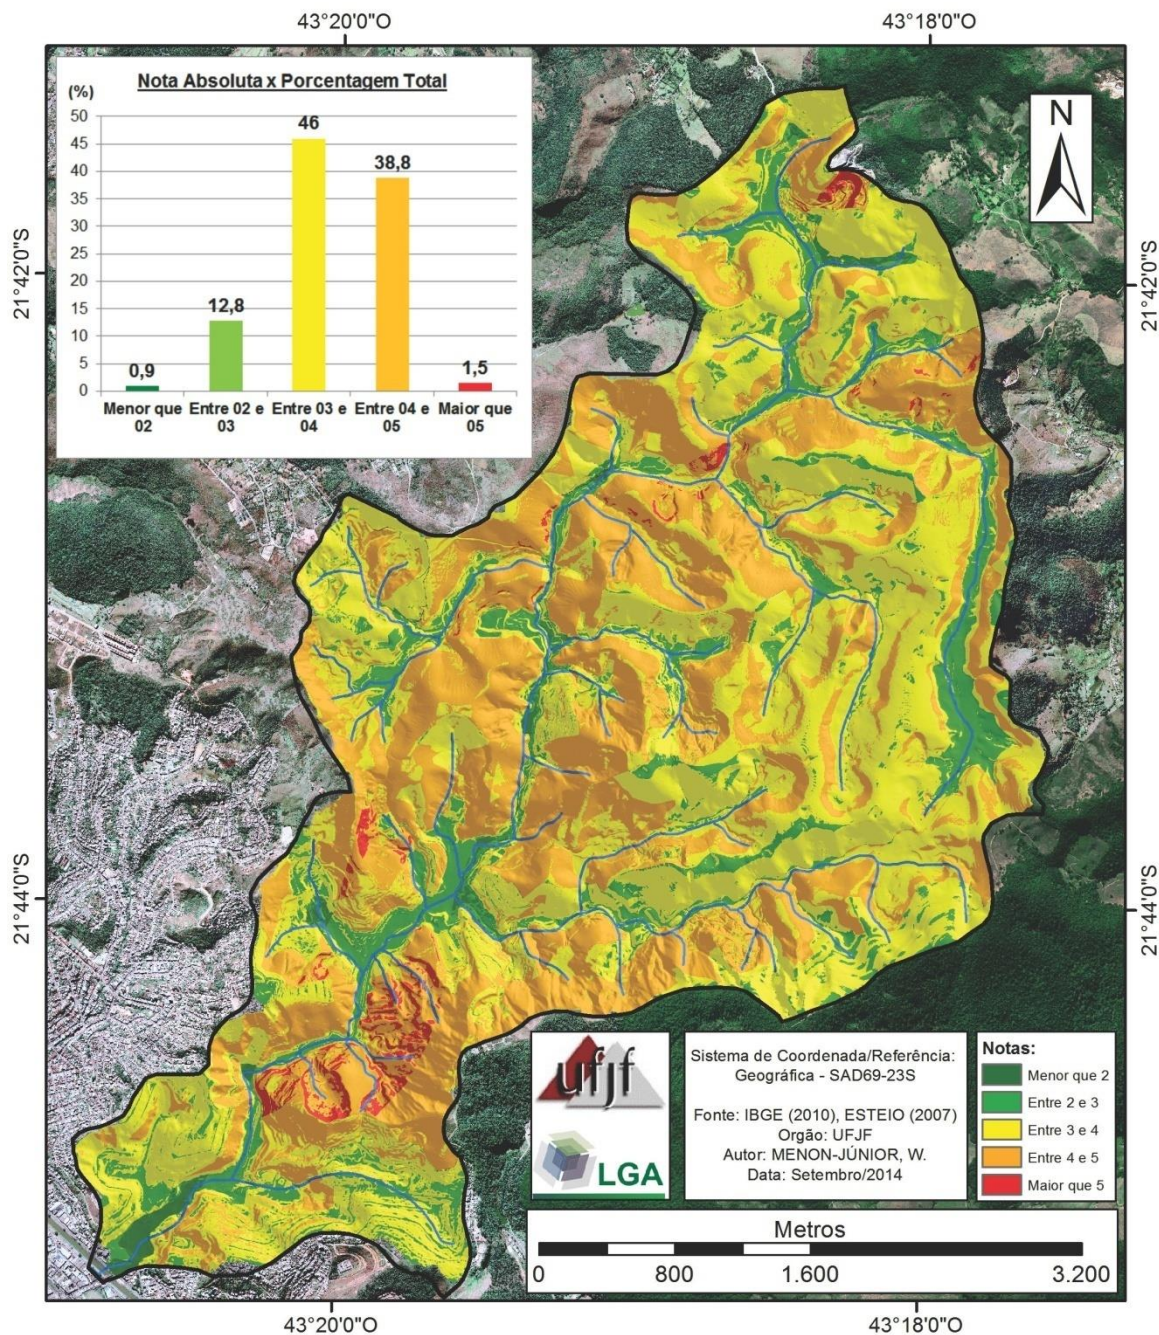 43°20'0"O
43°18'0"O
Nota Absoluta x Porcentagem Total
(%)
50
45
40
35
30
25
20
15
10
5
0
0,9
12,8
46
38,8
1,5
Menor que 02
Entre 02 e 03
Entre 03 e 04
Entre 04 e 05
Maior que 05
N
21°42'0"S
21°42'0"S
21°44'0"S
21°44'0"S
ufjf
LGA
Sistema de Coordenada/Referência:
Geográfica - SAD69-23S
Fonte: IBGE (2010), ESTEIO (2007)
Orgão: UFJF
Autor: MENON-JÚNIOR, W.
Data: Setembro/2014
Notas:
Menor que 2
Entre 2 e 3
Entre 3 e 4
Entre 4 e 5
Maior que 5
Metros
0
800
1.600
3.200
43°20'0"O
43°18'0"O